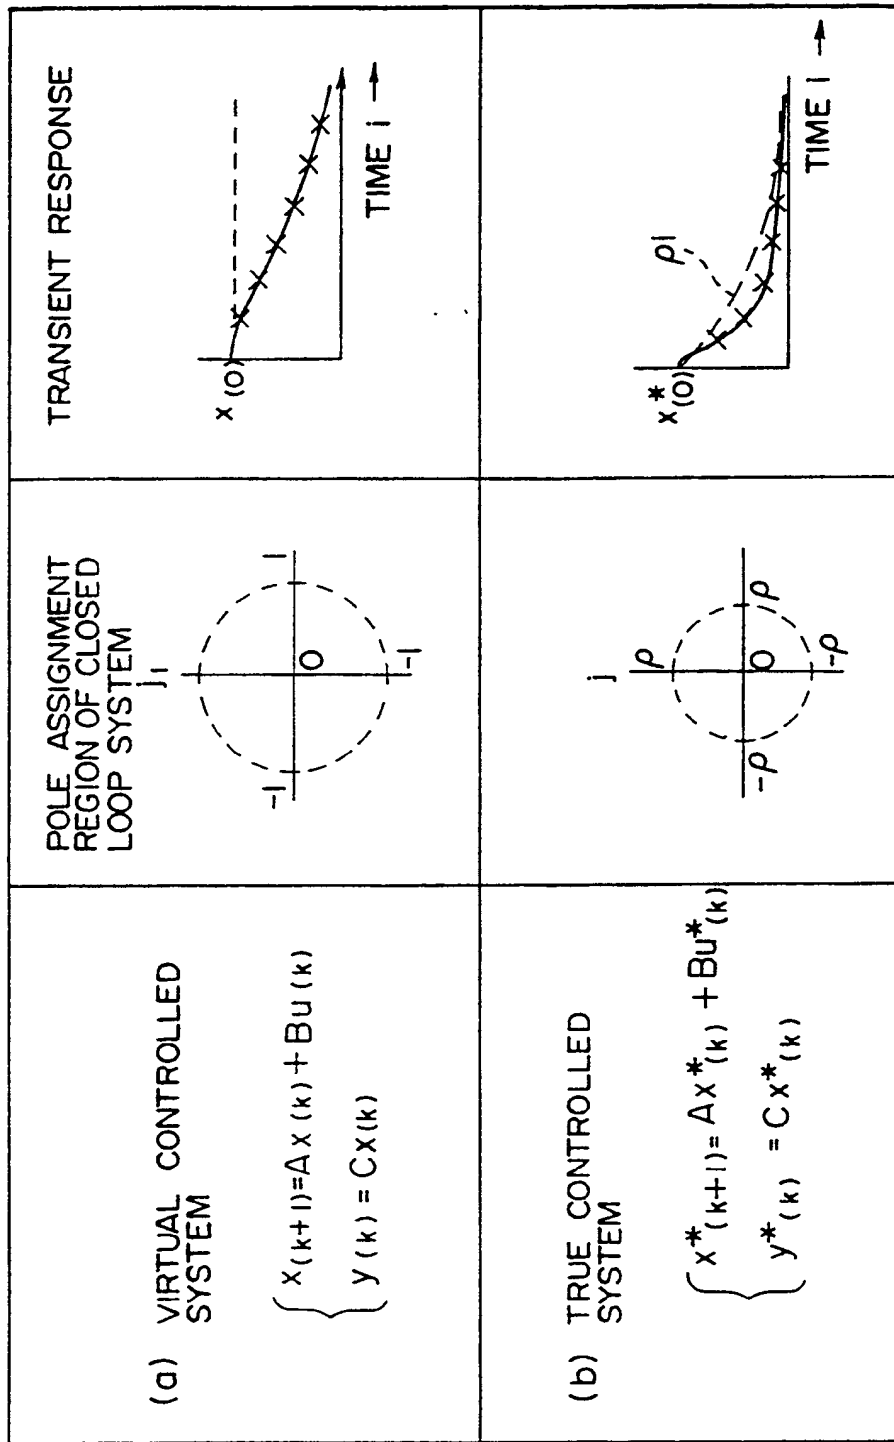 POLE ASSIGNMENT
REGION OF CLOSED
LOOP SYSTEM
TRANSIENT RESPONSE
(a) VIRTUAL CONTROLLED
SYSTEM
x(k+1)=Ax(k)+Bu(k)
y(k)=Cx(k)
j1
-1
0
1
-1
x(0)
TIME i →
(b) TRUE CONTROLLED
SYSTEM
x*(k+1)=Ax*(k)+Bu*(k)
y*(k)=Cx*(k)
j
ρ
-ρ
0
ρ
-ρ
x*(0)
ρi
TIME i →